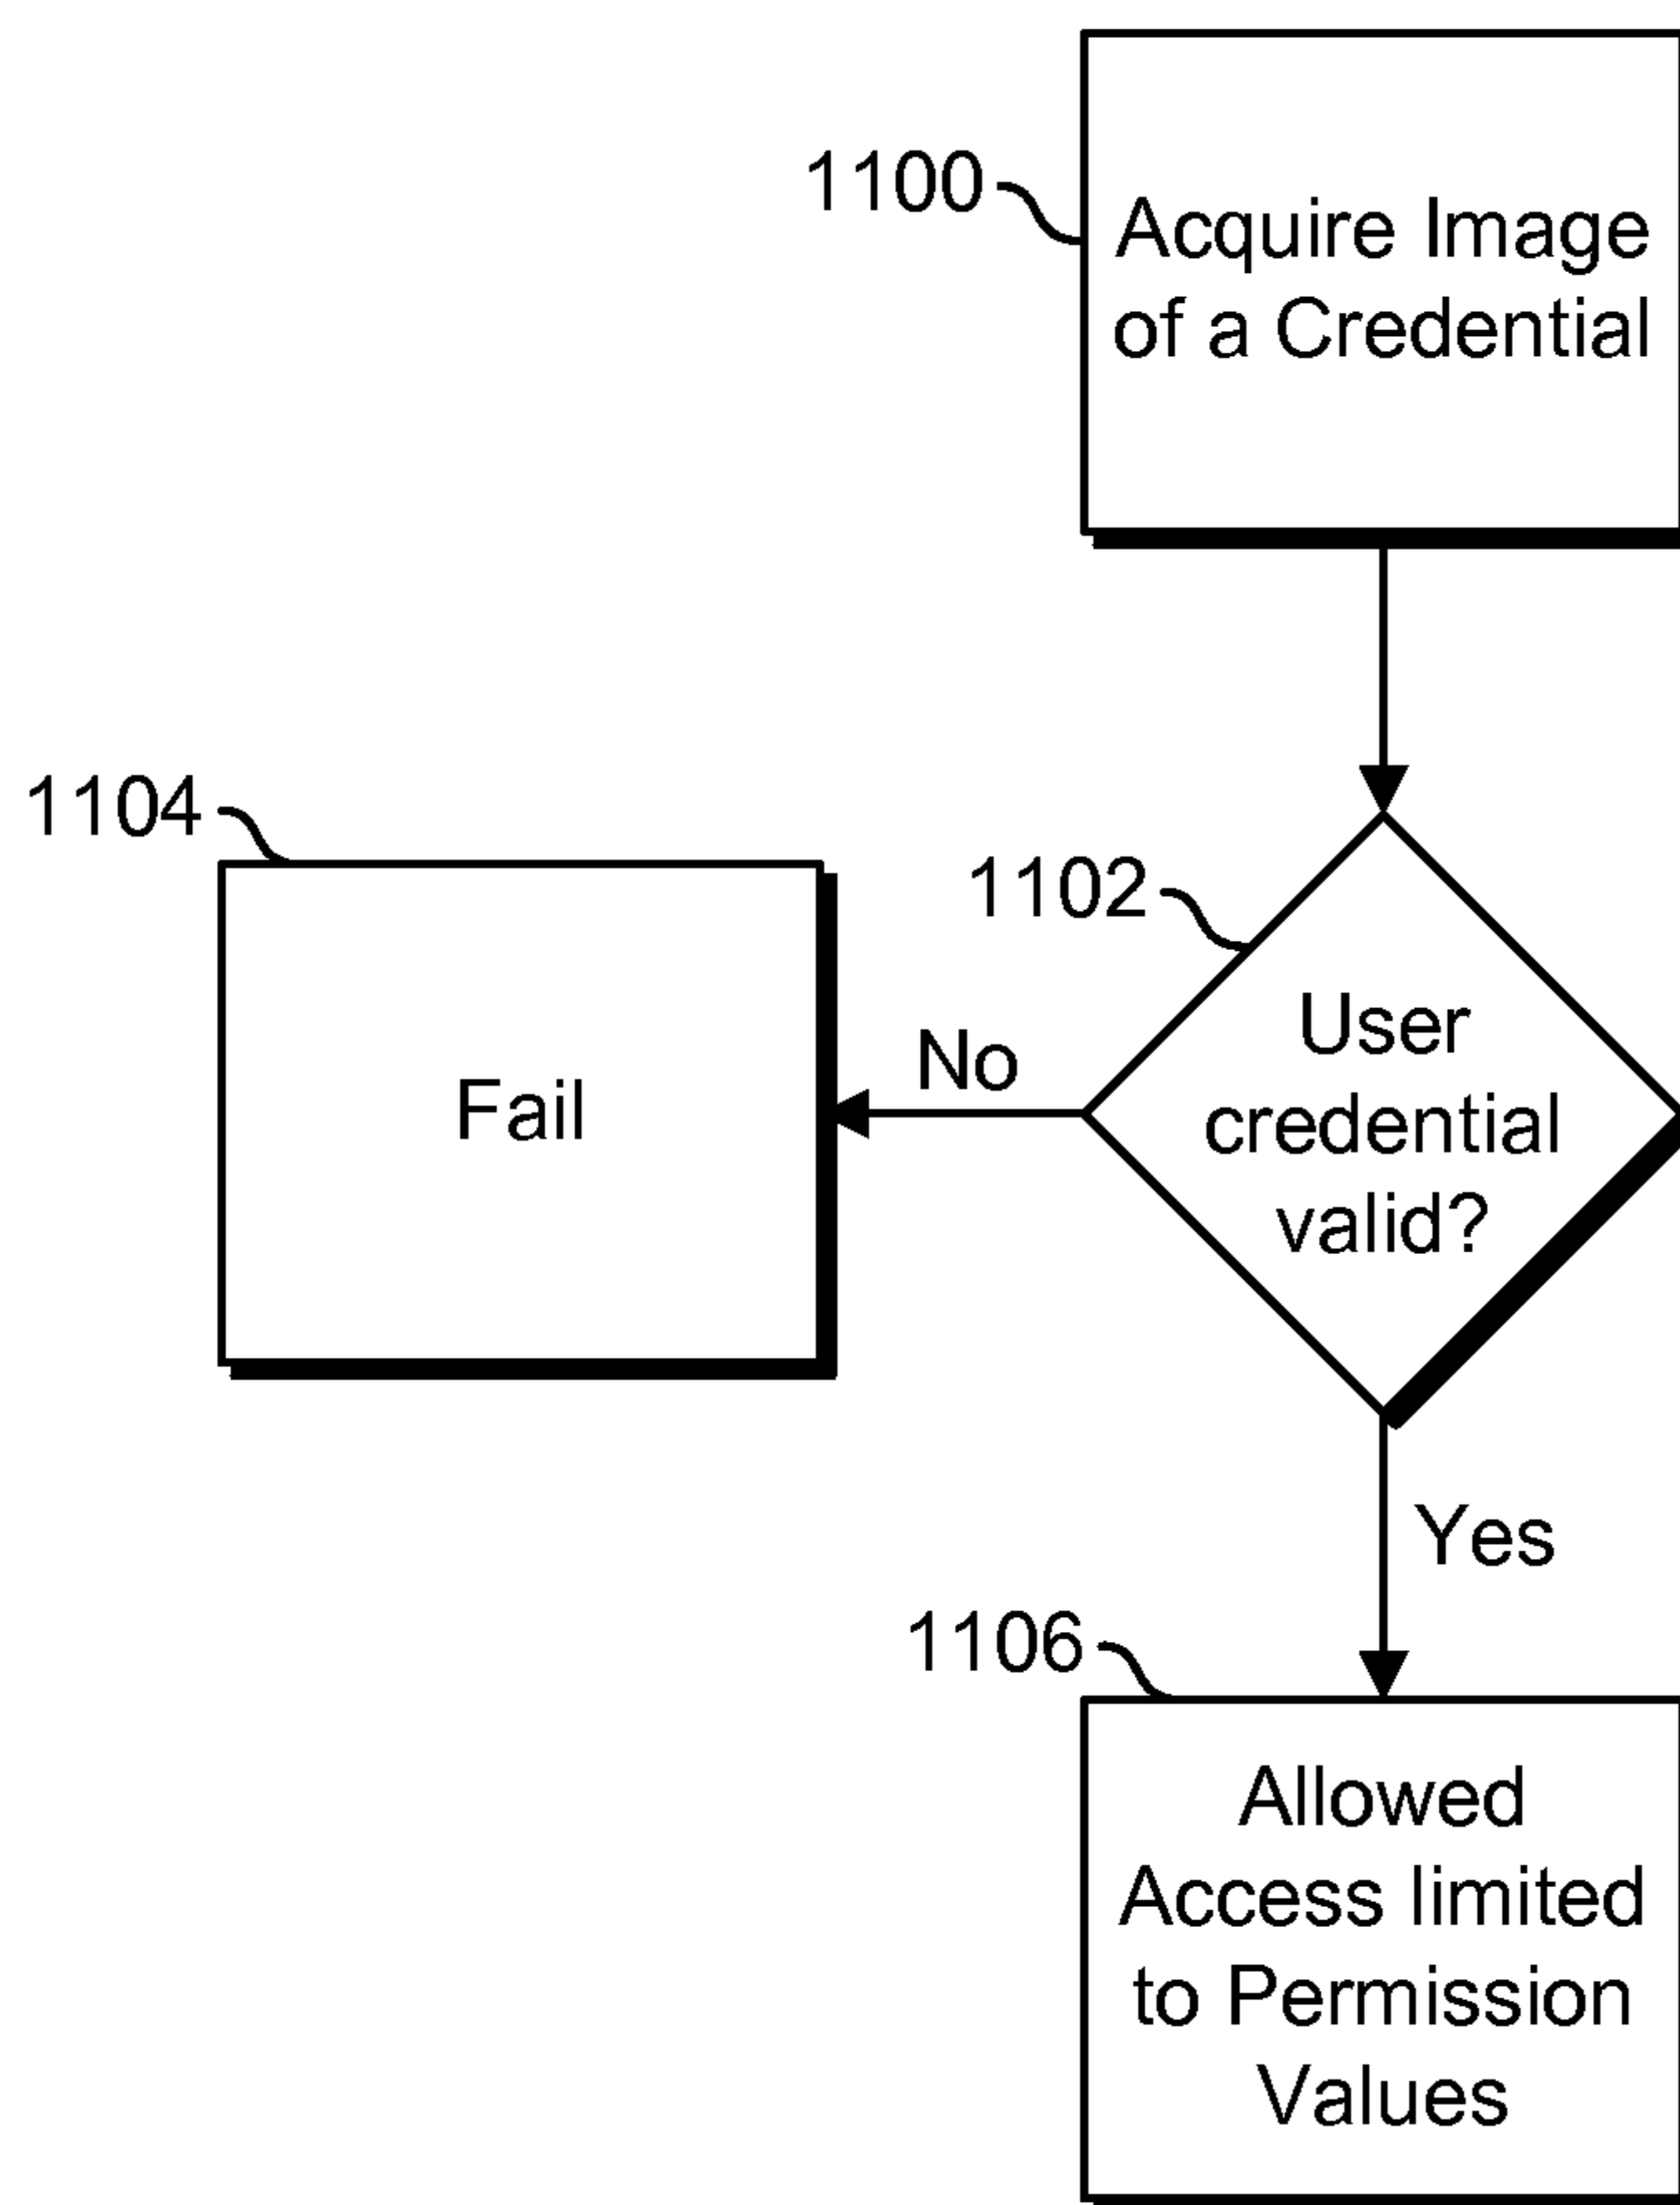 1100
Acquire Image
of a Credential
1104
1102
User
credential
valid?
No
Fail
Yes
1106
Allowed
Access limited
to Permission
Values